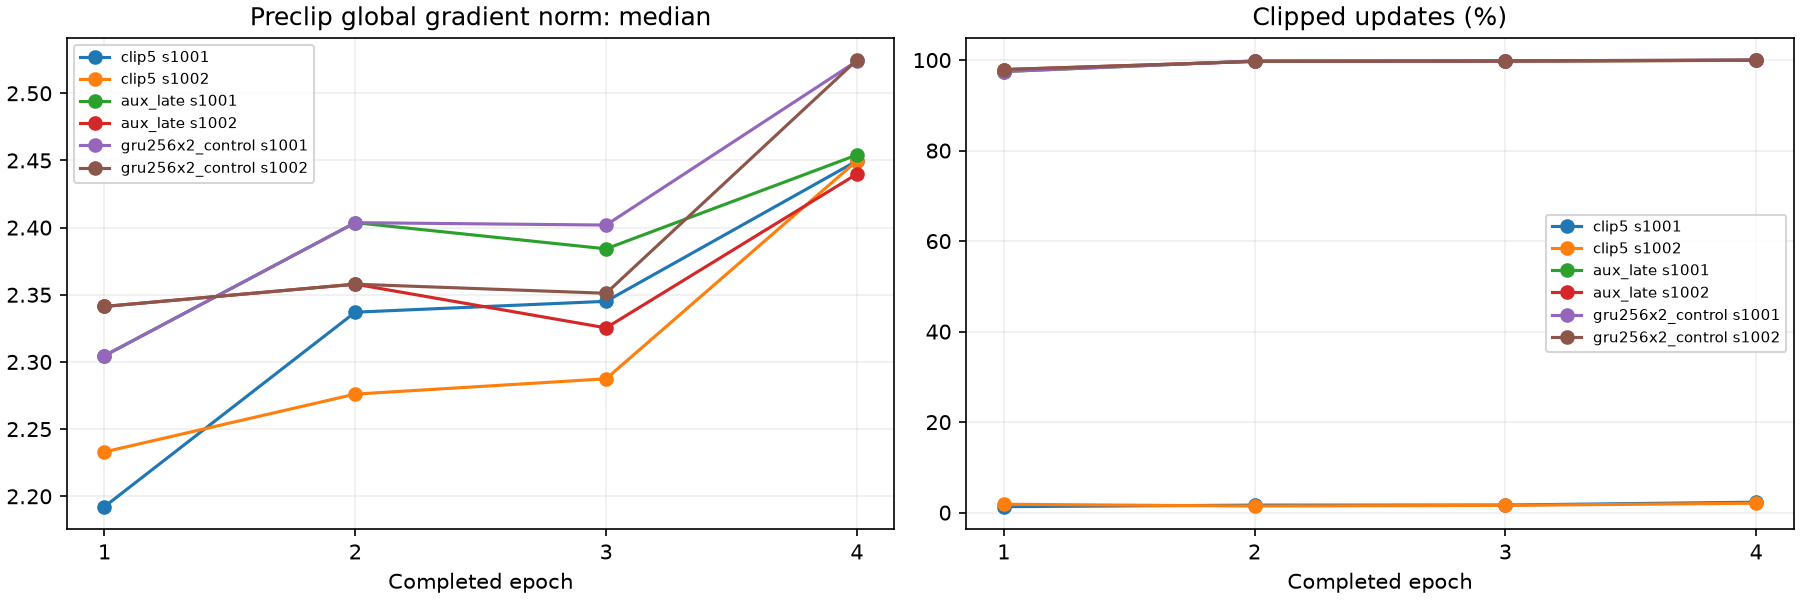 Preclip global gradient norm: median
2.50
2.45
2.40
2.35
2.30
2.25
2.20
clip5 s1001
clip5 s1002
aux_late s1001
aux_late s1002
gru256x2_control s1001
gru256x2_control s1002
1 2 3 4
Completed epoch
Clipped updates (%)
100
80
60
40
20
0
clip5 s1001
clip5 s1002
aux_late s1001
aux_late s1002
gru256x2_control s1001
gru256x2_control s1002
1 2 3 4
Completed epoch